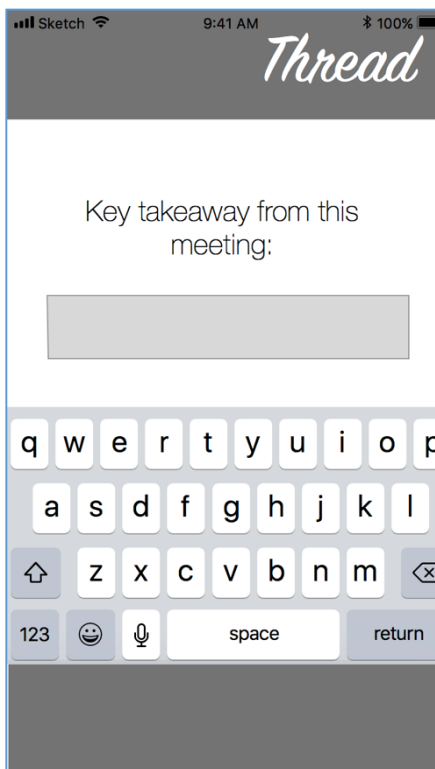 Sketch 9:41 AM 100%
Thread
Key takeaway from this
meeting:
q w e r t y u i o p
a s d f g h j k l
z x c v b n m
123 space return